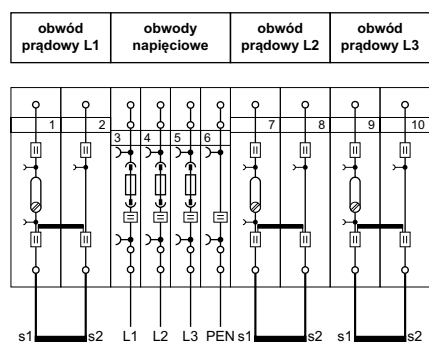 obwód prądowy L1
obwody napięciowe
obwód prądowy L2
obwód prądowy L3
1 2 3 4 5 6 7 8 9 10
s1 s2 L1 L2 L3 PEN s1 s2 s1 s2